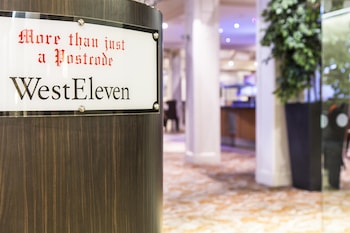 More than just
a Postcode
WestEleven